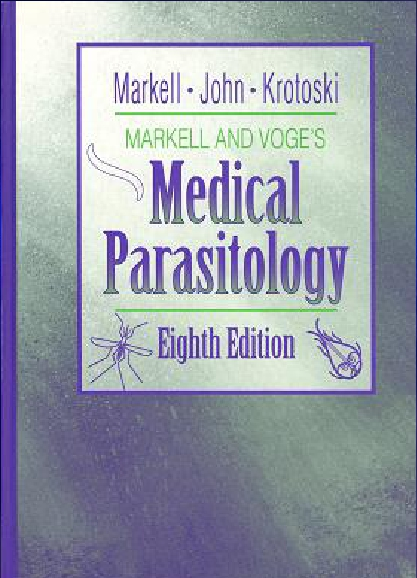 Markell · John · Krotoski
MARKELL AND VOGE'S
Medical
Parasitology
Eighth Edition